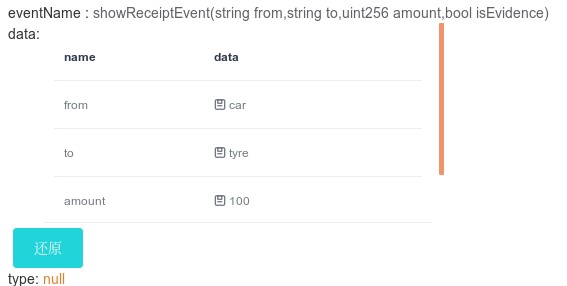 eventName : showReceiptEvent(string from,string to,uint256 amount,bool isEvidence)
data:
name data
from car
to tyre
amount 100
还原
type: null